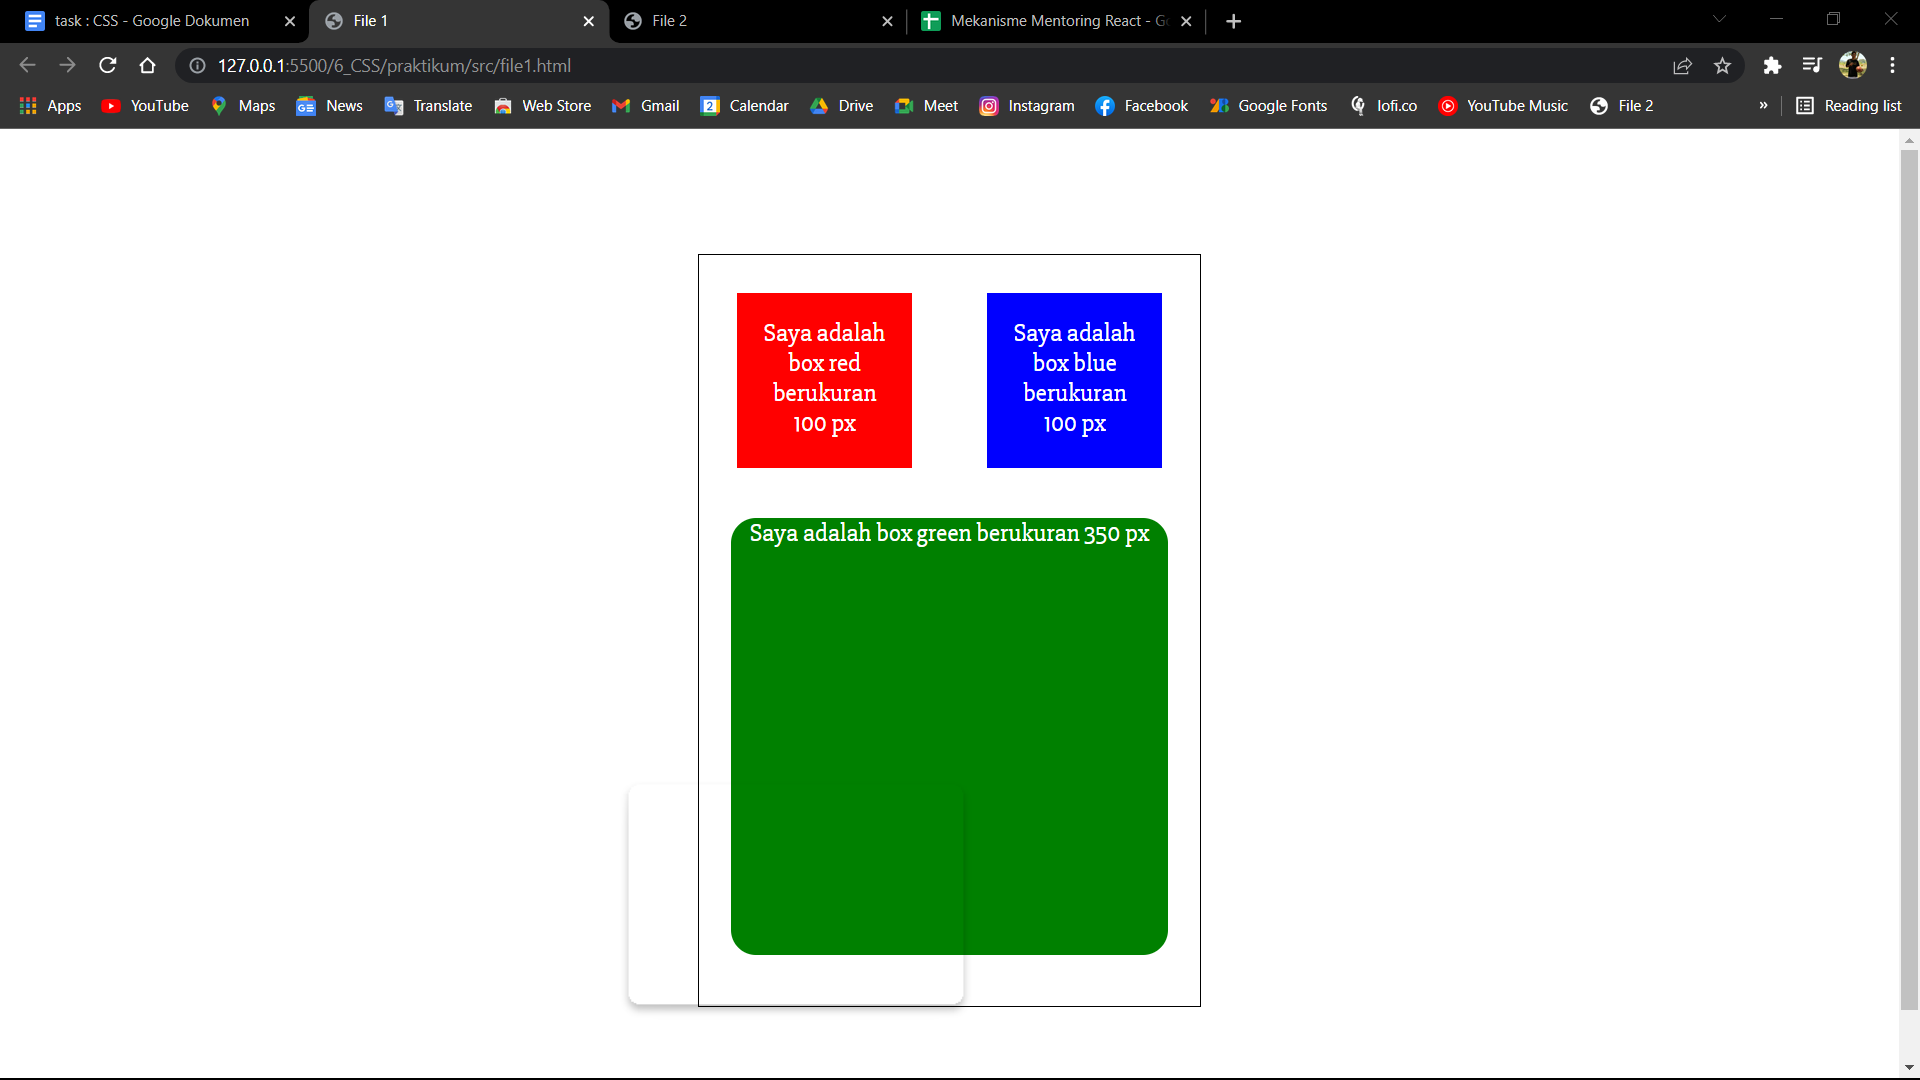 task : CSS - Google Dokumen
File 1
File 2
Mekanisme Mentoring React - Go
127.0.0.1:5500/6_CSS/praktikum/src/file1.html
Apps
YouTube
Maps
News
Translate
Web Store
Gmail
Calendar
Drive
Meet
Instagram
Facebook
Google Fonts
lofi.co
YouTube Music
File 2
»
Reading list
Saya adalah
box red
berukuran
100 px
Saya adalah
box blue
berukuran
100 px
Saya adalah box green berukuran 350 px